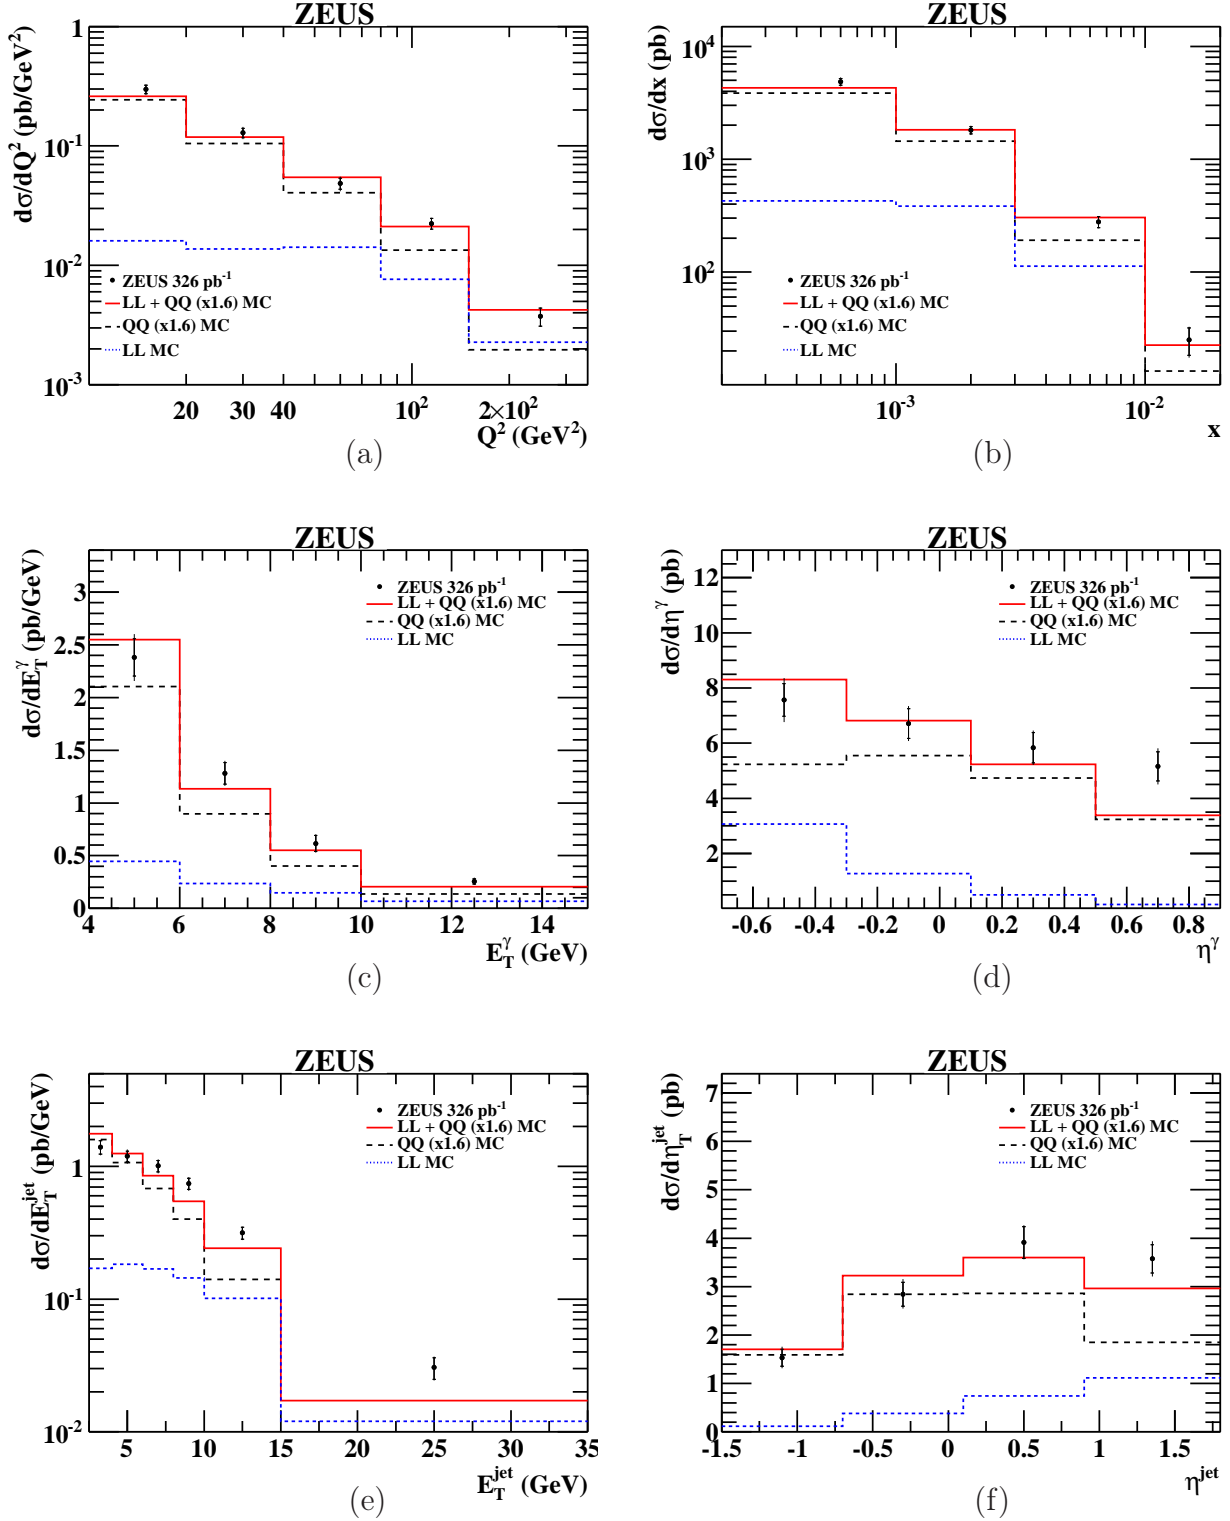 ZEUS
dσ/dQ² (pb/GeV²)
1
10⁻¹
10⁻²
10⁻³
ZEUS 326 pb⁻¹
LL + QQ (x1.6) MC
QQ (x1.6) MC
LL MC
20 30 40 10² 2×10²
Q² (GeV²)
(a)
ZEUS
dσ/dx (pb)
10⁴
10³
10²
ZEUS 326 pb⁻¹
LL + QQ (x1.6) MC
QQ (x1.6) MC
LL MC
10⁻³ 10⁻²
x
(b)
ZEUS
dσ/dE_T^γ (pb/GeV)
3
2.5
2
1.5
1
0.5
0
ZEUS 326 pb⁻¹
LL + QQ (x1.6) MC
QQ (x1.6) MC
LL MC
4 6 8 10 12 14
E_T^γ (GeV)
(c)
ZEUS
dσ/dη^γ (pb)
12
10
8
6
4
2
ZEUS 326 pb⁻¹
LL + QQ (x1.6) MC
QQ (x1.6) MC
LL MC
-0.6 -0.4 -0.2 0 0.2 0.4 0.6 0.8
η^γ
(d)
ZEUS
dσ/dE_T^jet (pb/GeV)
1
10⁻¹
10⁻²
ZEUS 326 pb⁻¹
LL + QQ (x1.6) MC
QQ (x1.6) MC
LL MC
5 10 15 20 25 30 35
E_T^jet (GeV)
(e)
ZEUS
dσ/dη_T^jet (pb)
7
6
5
4
3
2
1
0
ZEUS 326 pb⁻¹
LL + QQ (x1.6) MC
QQ (x1.6) MC
LL MC
-1.5 -1 -0.5 0 0.5 1 1.5
η^jet
(f)